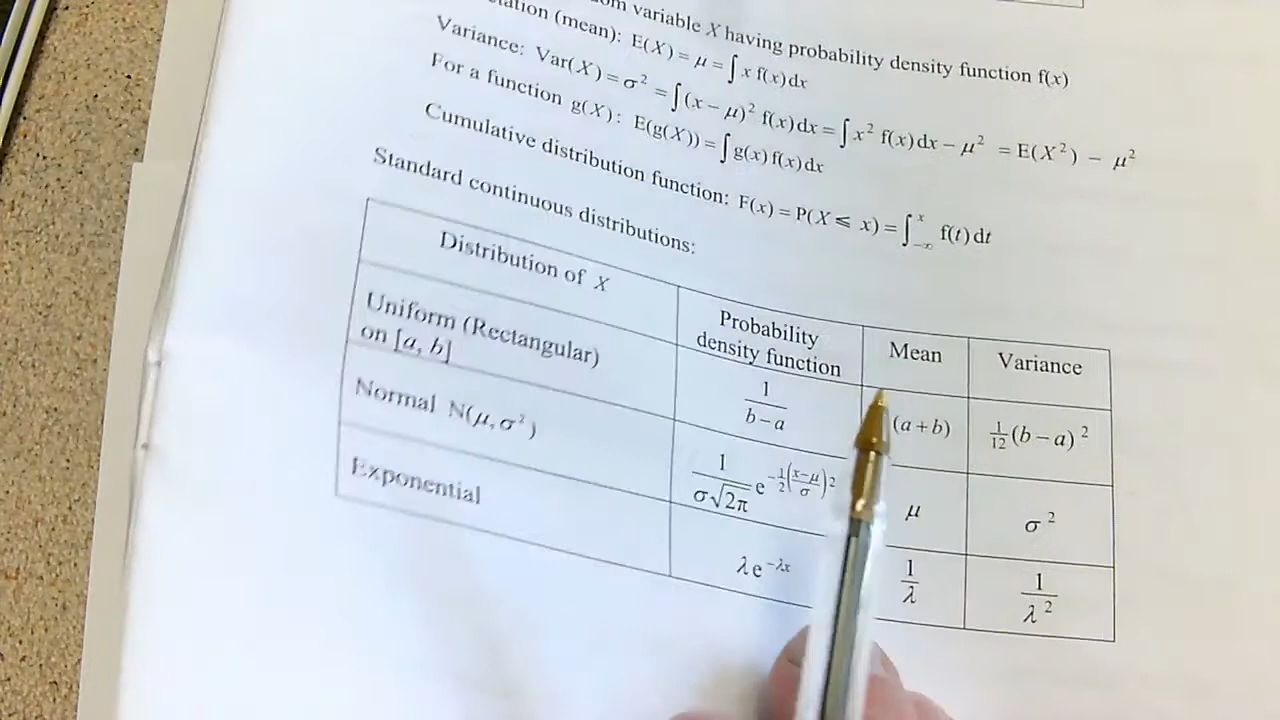 variable X having probability density function f(x)
(mean): E(X) = μ = ∫ x f(x) dx
Variance: Var(X) = σ² = ∫(x − μ)² f(x) dx = ∫ x² f(x) dx − μ² = E(X²) − μ²
For a function g(X): E(g(X)) = ∫ g(x) f(x) dx
Cumulative distribution function: F(x) = P(X ⩽ x) = ∫_{−∞}^{x} f(t) dt
Standard continuous distributions:
Distribution of X
Probability
density function
Mean
Variance
Uniform (Rectangular)
on [a, b]
1/(b − a)
(a + b)
1/12 (b − a)²
Normal N(μ, σ²)
1/(σ√2π) e^{−½((x−μ)/σ)²}
μ
σ²
Exponential
λe^{−λx}
1/λ
1/λ²